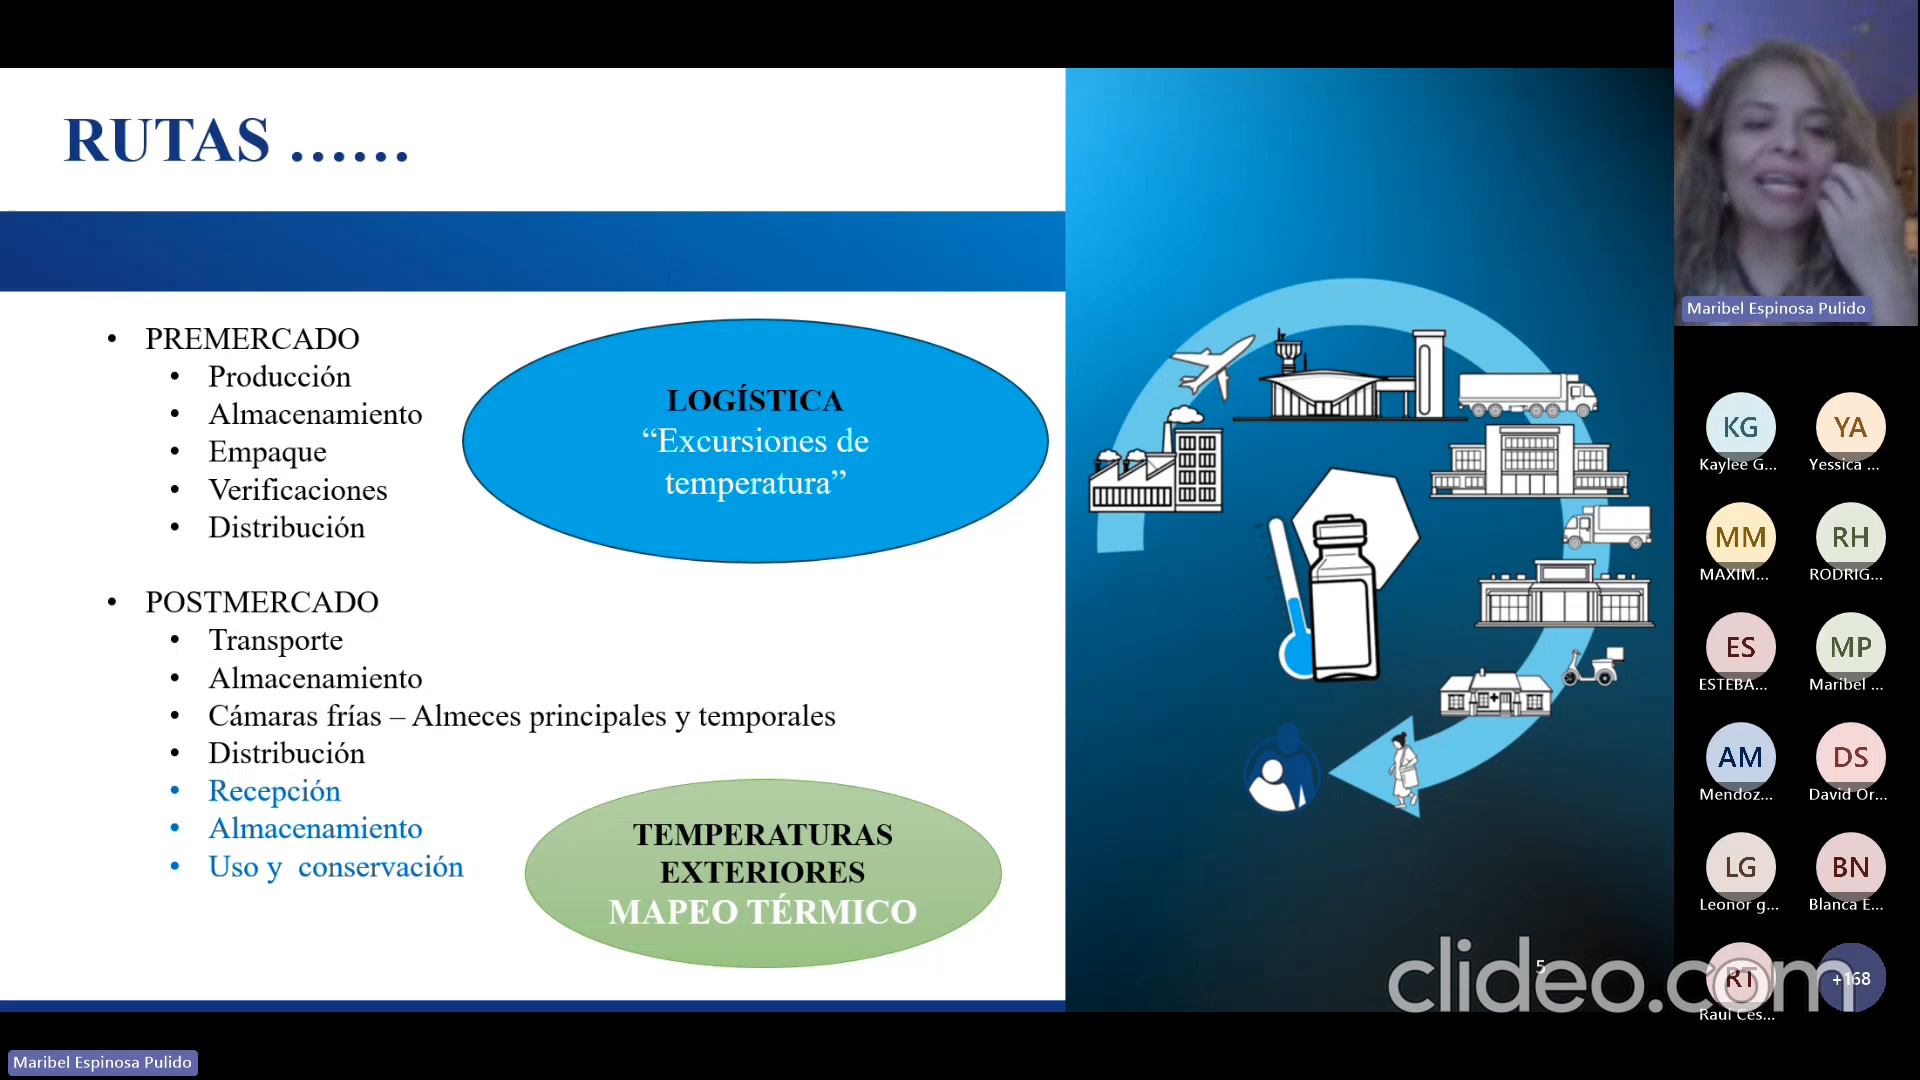 RUTAS ......
PREMERCADO
Producción
Almacenamiento
Empaque
Verificaciones
Distribución
LOGÍSTICA
“Excursiones de
temperatura”
POSTMERCADO
Transporte
Almacenamiento
Cámaras frías – Almeces principales y temporales
Distribución
Recepción
Almacenamiento
Uso y conservación
TEMPERATURAS
EXTERIORES
MAPEO TÉRMICO
5
clideo.com
Maribel Espinosa Pulido
KG
Kaylee G...
YA
Yessica ...
MM
MAXIM...
RH
RODRIG...
ES
ESTEBA...
MP
Maribel ...
AM
Mendoz...
DS
David Or...
LG
Leonor g...
BN
Blanca E...
RT
Raul Ces...
+168
Maribel Espinosa Pulido